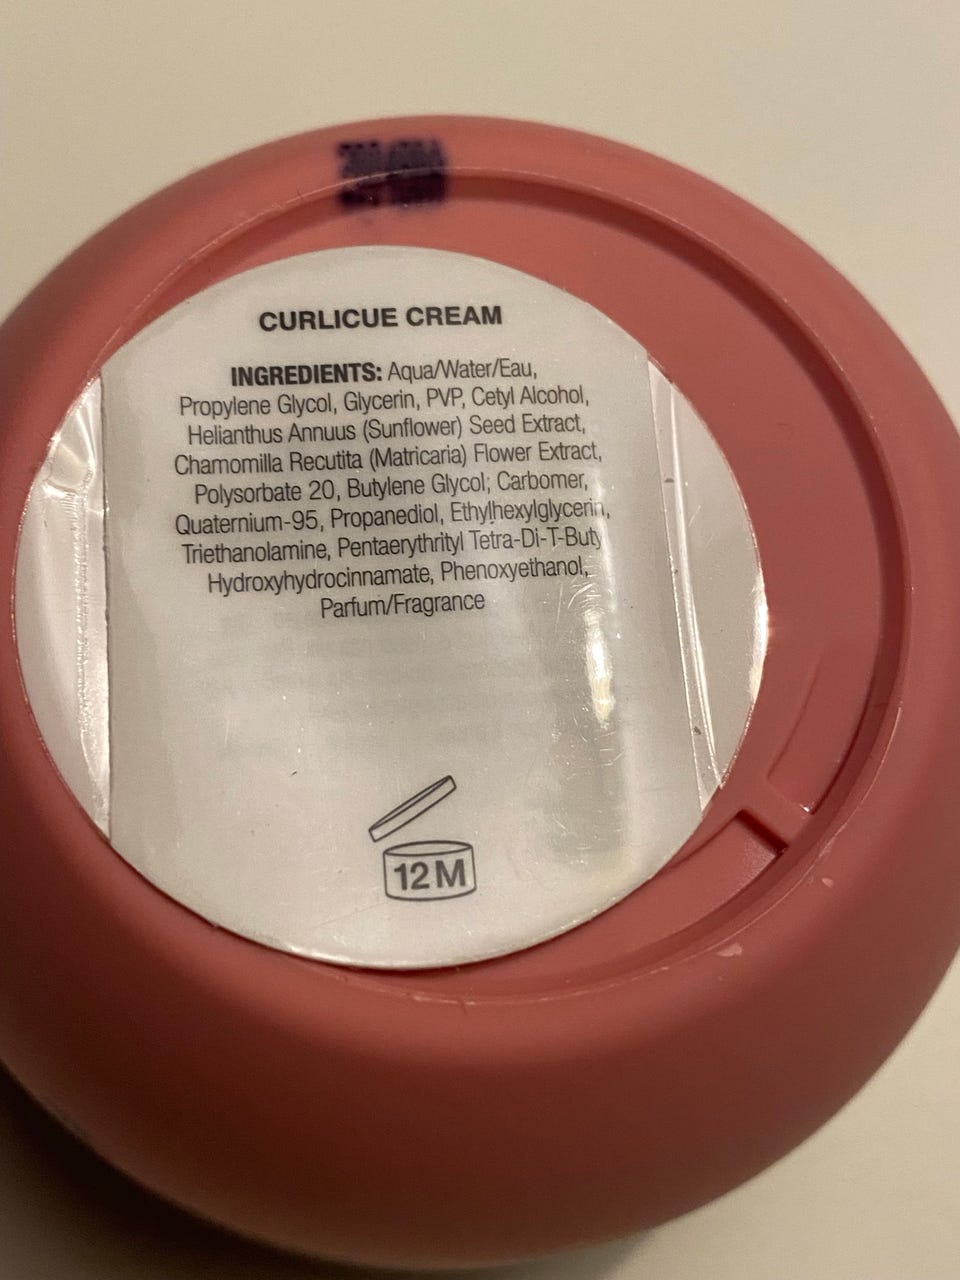 CURLICUE CREAM
INGREDIENTS: Aqua/Water/Eau,
Propylene Glycol, Glycerin, PVP, Cetyl Alcohol,
Helianthus Annuus (Sunflower) Seed Extract,
Chamomilla Recutita (Matricaria) Flower Extract,
Polysorbate 20, Butylene Glycol, Carbomer,
Quaternium-95, Propanediol, Ethylhexylglycerin,
Triethanolamine, Pentaerythrityl Tetra-Di-T-Buty
Hydroxyhydrocinnamate, Phenoxyethanol,
Parfum/Fragrance
12 M